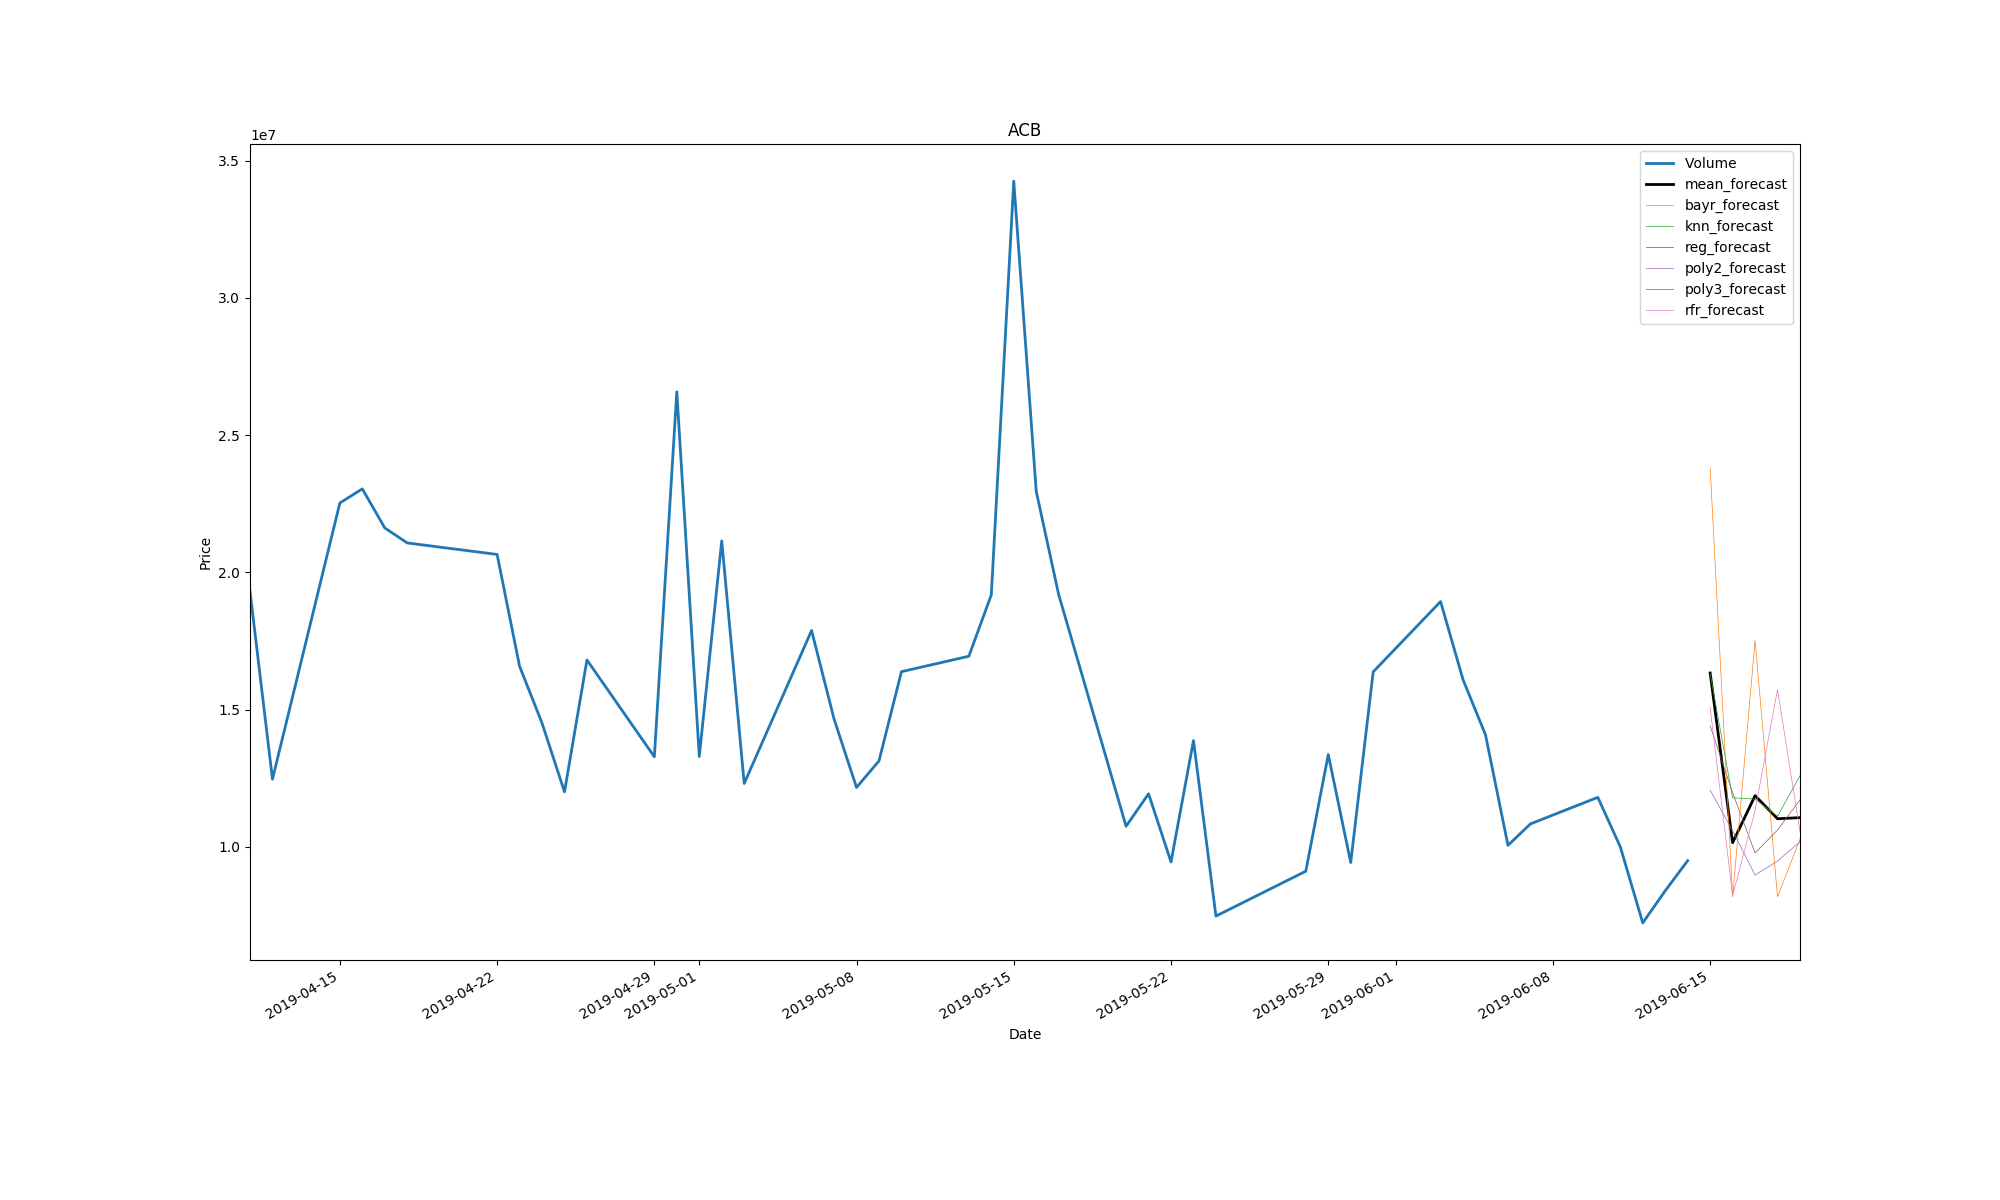 ACB
1e7
3.5
3.0
2.5
2.0
1.5
1.0
Price
Volume
mean_forecast
bayr_forecast
knn_forecast
reg_forecast
poly2_forecast
poly3_forecast
rfr_forecast
2019-04-15
2019-04-22
2019-04-29
2019-05-01
2019-05-08
2019-05-15
2019-05-22
2019-05-29
2019-06-01
2019-06-08
2019-06-15
Date